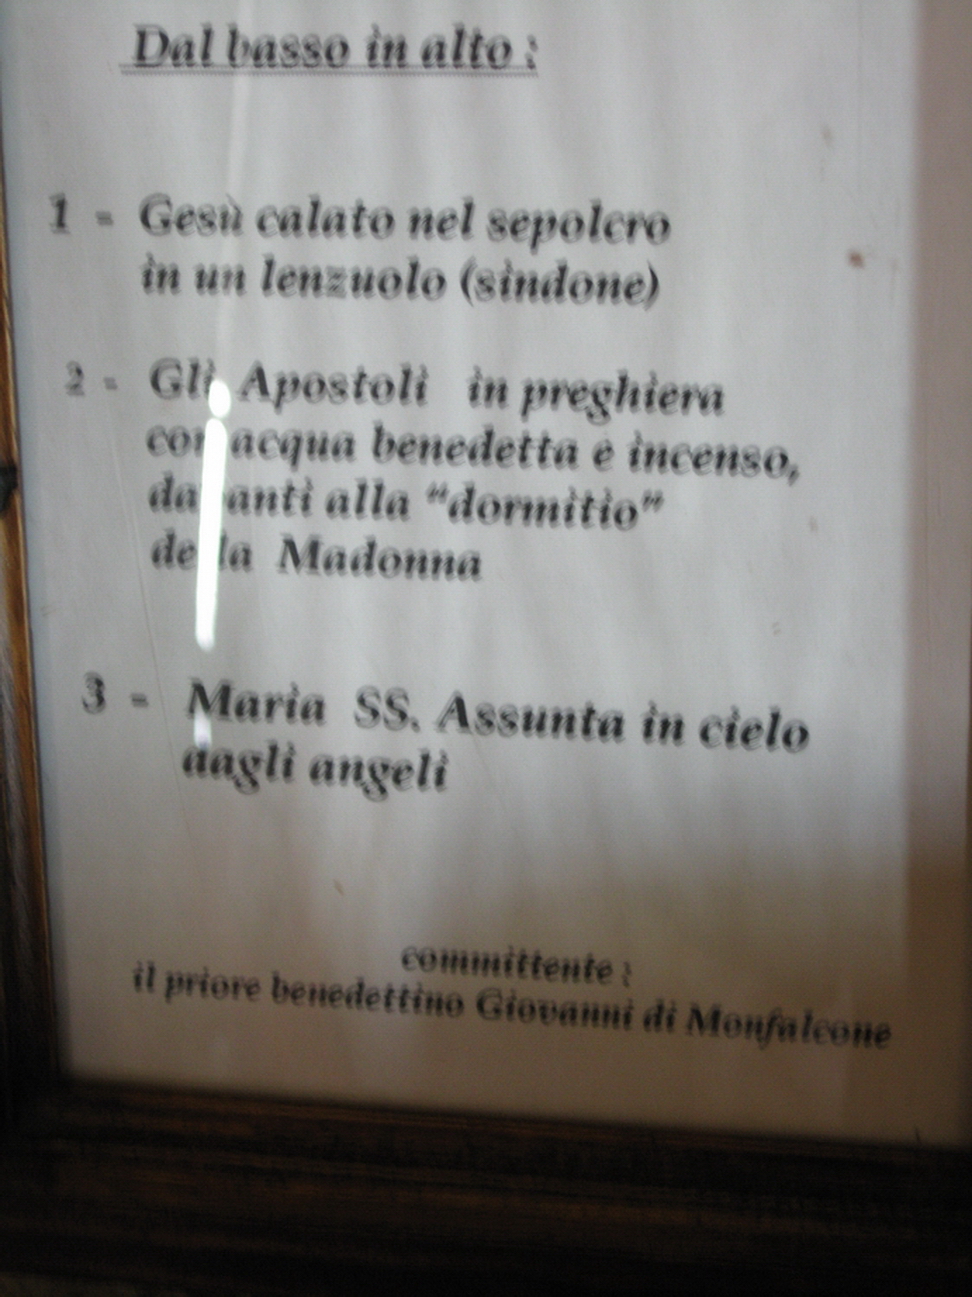 Dal basso in alto :
1 = Gesù calato nel sepolcro
in un lenzuolo (sindone)
2 = Gli Apostoli in preghiera
con acqua benedetta e incenso,
davanti alla “dormitio”
della Madonna
3 = Maria SS. Assunta in cielo
dagli angeli
committente :
il priore benedettino Giovanni di Monfalcone